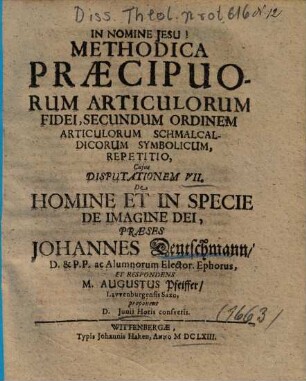 Diss. Theol. prot. 616 N. 12
IN NOMINE JESU!
METHODICA
PRÆCIPUO-
RUM ARTICULORUM
FIDEI, SECUNDUM ORDINEM
ARTICULORUM SCHMALCAL-
DICORUM SYMBOLICUM,
REPETITIO,
Cujus
DISPUTATIONEM VII.
DE
HOMINE ET IN SPECIE
DE IMAGINE DEI,
PRÆSES
JOHANNES Deutschmann/
D. & P.P. ac Alumnorum Elector. Ephorus,
ET RESPONDENS
M. AUGUSTUS Pfeiffer/
Lavvenburgensis Saxo,
proponent
D. Junii Horis consvetis.
(1663)
WITTENBERGÆ,
Typis Johannis Haken, Anno M DC LXIII.